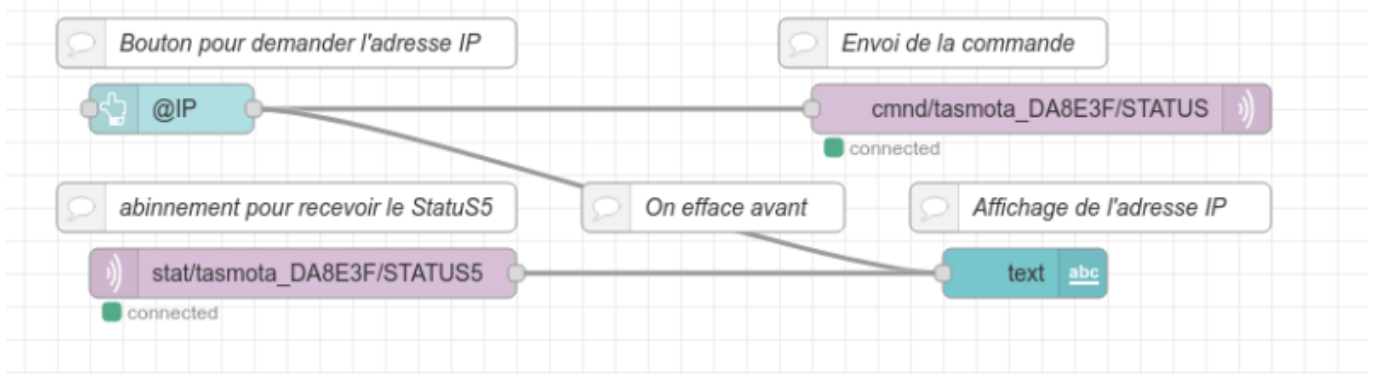 Bouton pour demander l'adresse IP
Envoi de la commande
@IP
cmnd/tasmota_DA8E3F/STATUS
connected
abinnement pour recevoir le StatuS5
On efface avant
Affichage de l'adresse IP
stat/tasmota_DA8E3F/STATUS5
text
abc
connected